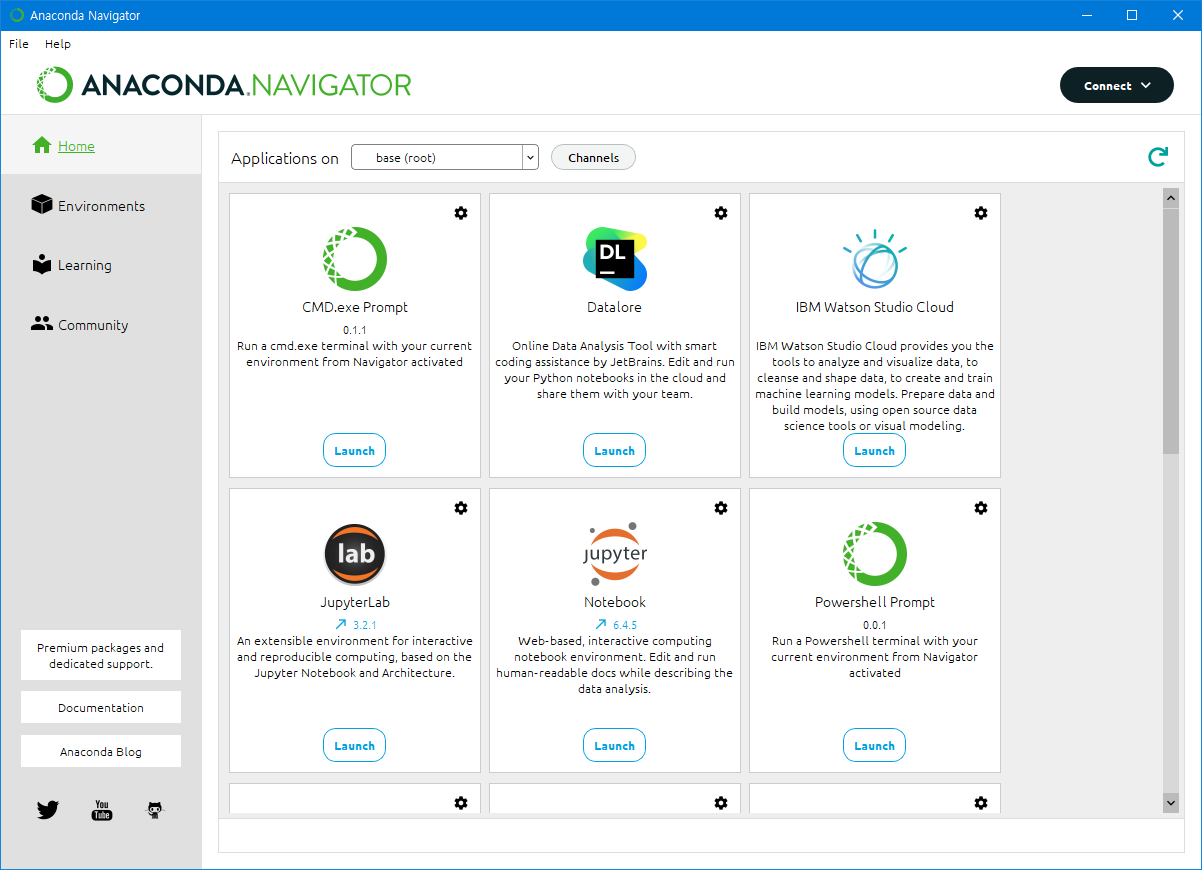 Anaconda Navigator
File Help
ANACONDA.NAVIGATOR
Connect
Home
Environments
Learning
Community
Premium packages and
dedicated support.
Documentation
Anaconda Blog
You
Tube
Applications on base (root) Channels
CMD.exe Prompt
0.1.1
Run a cmd.exe terminal with your current
environment from Navigator activated
Launch
DL
Datalore
Online Data Analysis Tool with smart
coding assistance by JetBrains. Edit and run
your Python notebooks in the cloud and
share them with your team.
Launch
IBM Watson Studio Cloud
IBM Watson Studio Cloud provides you the
tools to analyze and visualize data, to
cleanse and shape data, to create and train
machine learning models. Prepare data and
build models, using open source data
science tools or visual modeling.
Launch
lab
JupyterLab
3.2.1
An extensible environment for interactive
and reproducible computing, based on the
Jupyter Notebook and Architecture.
Launch
jupyter
Notebook
6.4.5
Web-based, interactive computing
notebook environment. Edit and run
human-readable docs while describing the
data analysis.
Launch
Powershell Prompt
0.0.1
Run a Powershell terminal with your
current environment from Navigator
activated
Launch